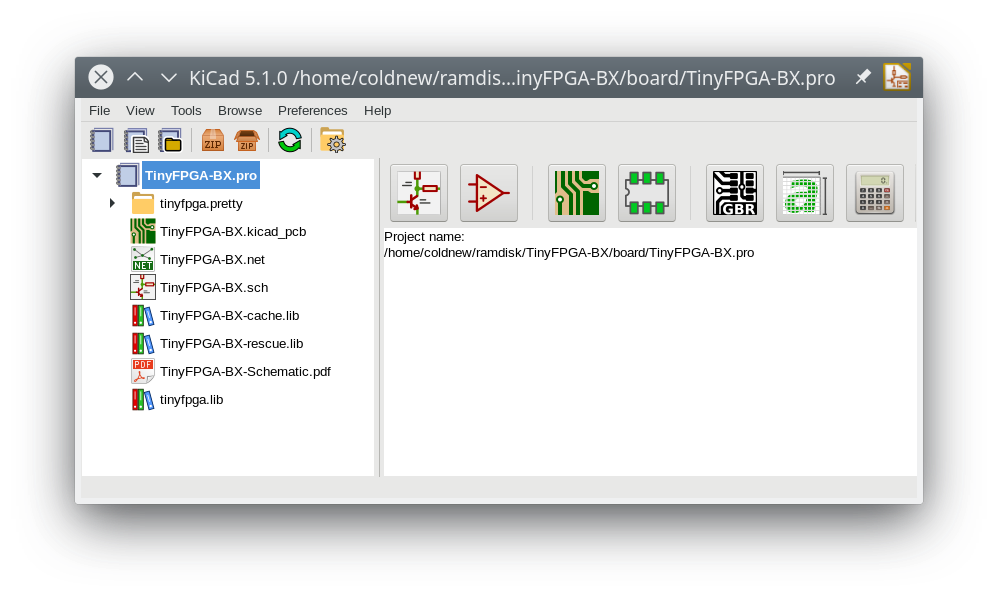 KiCad 5.1.0 /home/coldnew/ramdis...inyFPGA-BX/board/TinyFPGA-BX.pro
File View Tools Browse Preferences Help
ZIP ZIP
TinyFPGA-BX.pro
tinyfpga.pretty
TinyFPGA-BX.kicad_pcb
NET TinyFPGA-BX.net
TinyFPGA-BX.sch
TinyFPGA-BX-cache.lib
TinyFPGA-BX-rescue.lib
PDF TinyFPGA-BX-Schematic.pdf
tinyfpga.lib
GBR a 0.
Project name:
/home/coldnew/ramdisk/TinyFPGA-BX/board/TinyFPGA-BX.pro